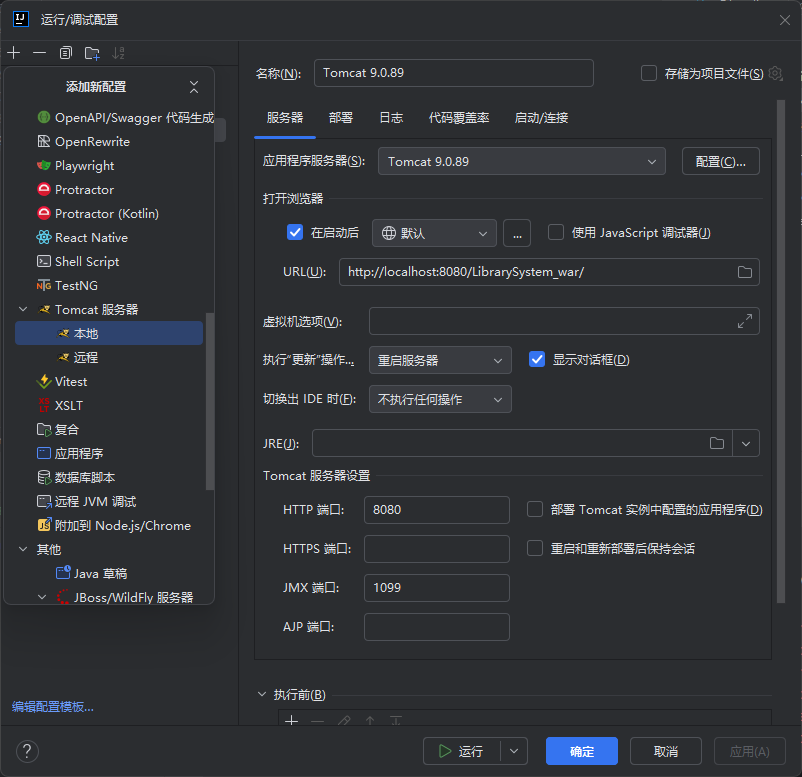 运行/调试配置
添加新配置
OpenAPI/Swagger 代码生成
OpenRewrite
Playwright
Protractor
Protractor (Kotlin)
React Native
Shell Script
TestNG
Tomcat 服务器
本地
远程
Vitest
XSLT
复合
应用程序
数据库脚本
远程 JVM 调试
附加到 Node.js/Chrome
其他
Java 草稿
JBoss/WildFly 服务器
编辑配置模板...
名称(N): Tomcat 9.0.89 存储为项目文件(S)
服务器 部署 日志 代码覆盖率 启动/连接
应用程序服务器(S): Tomcat 9.0.89 配置(C)...
打开浏览器
在启动后 默认 ... 使用 JavaScript 调试器(J)
URL(U): http://localhost:8080/LibrarySystem_war/
虚拟机选项(V):
执行“更新”操作... 重启服务器 显示对话框(D)
切换出 IDE 时(F): 不执行任何操作
JRE(J):
Tomcat 服务器设置
HTTP 端口: 8080 部署 Tomcat 实例中配置的应用程序(D)
HTTPS 端口: 重启和重新部署后保持会话
JMX 端口: 1099
AJP 端口:
执行前(B)
? 运行 确定 取消 应用(A)